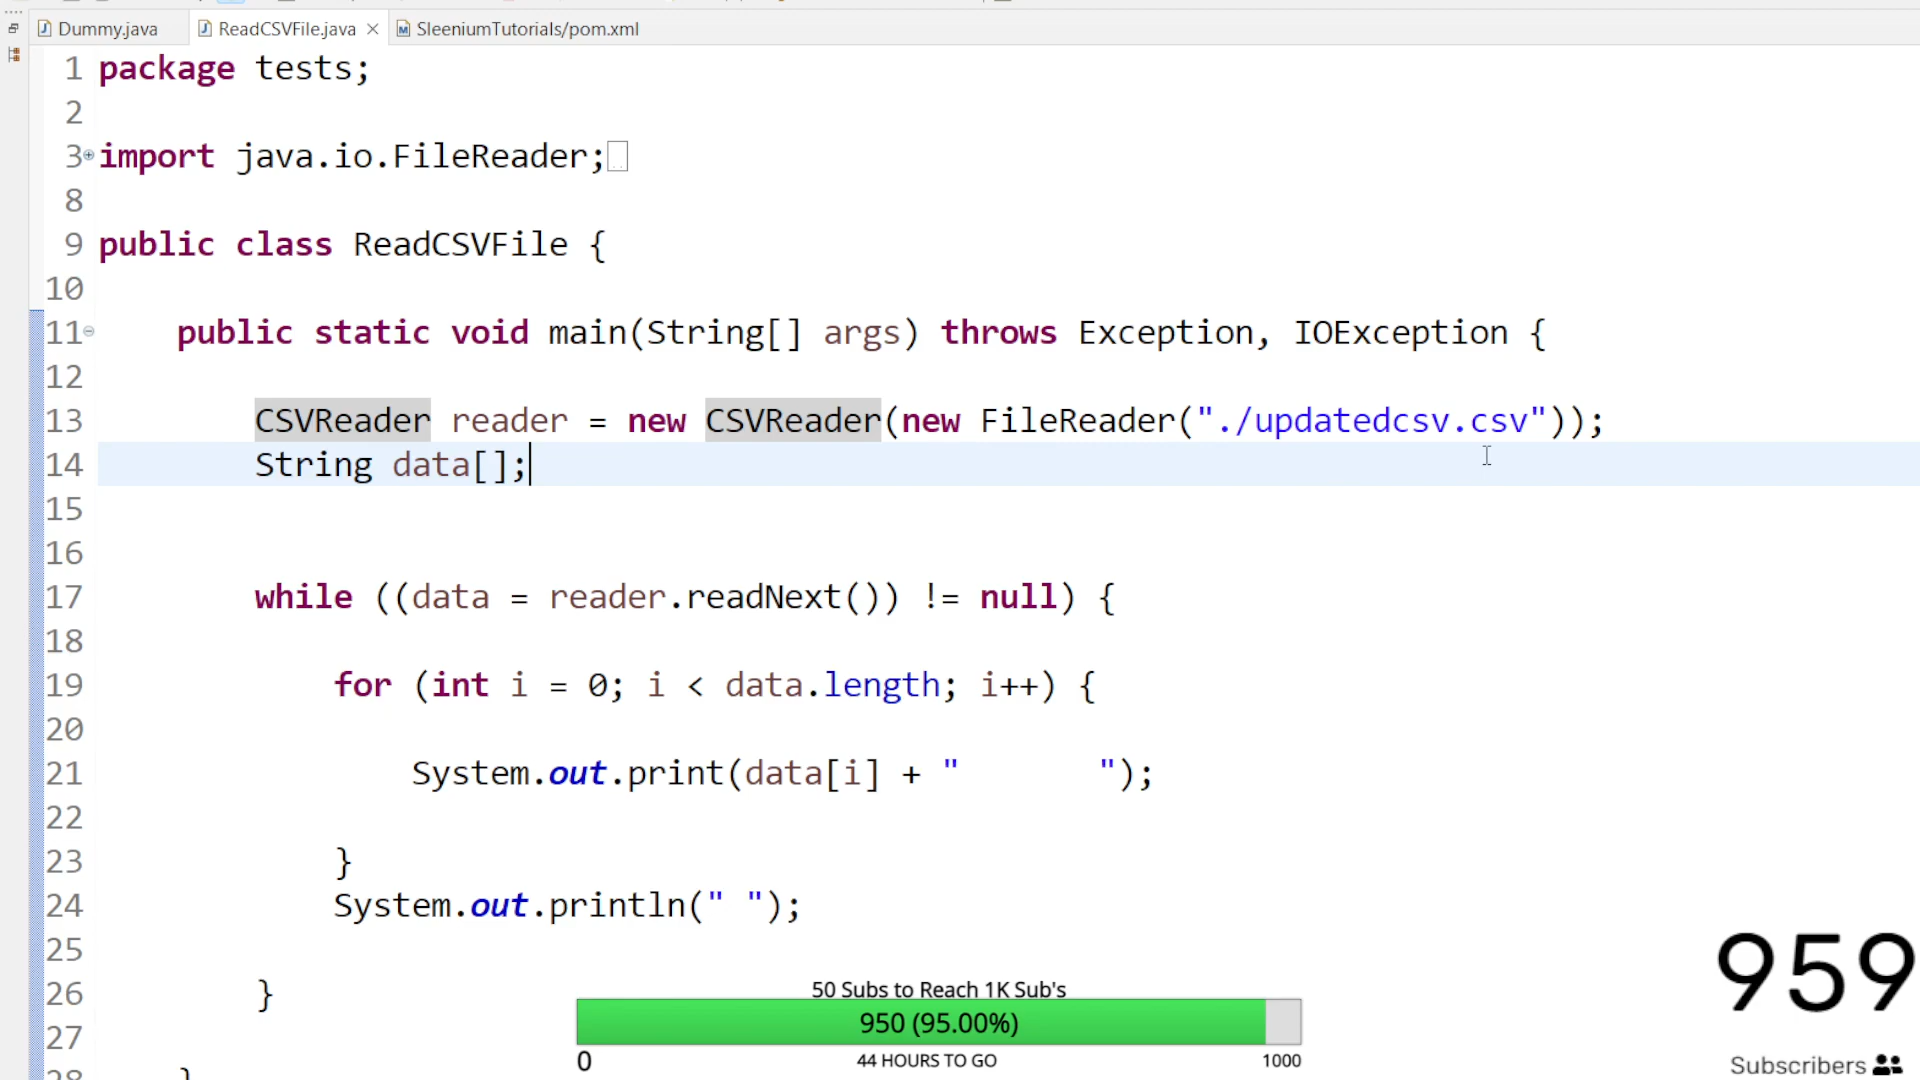 Dummy.java ReadCSVFile.java SleeniumTutorials/pom.xml
1 package tests;
2
3 import java.io.FileReader;
8
9 public class ReadCSVFile {
10
11 public static void main(String[] args) throws Exception, IOException {
12
13 CSVReader reader = new CSVReader(new FileReader("./updatedcsv.csv"));
14 String data[];
15
16
17 while ((data = reader.readNext()) != null) {
18
19 for (int i = 0; i < data.length; i++) {
20
21 System.out.print(data[i] + "       ");
22
23 }
24 System.out.println(" ");
25
26 }
27
28 }
50 Subs to Reach 1K Sub's
950 (95.00%)
0 44 HOURS TO GO 1000
959
Subscribers